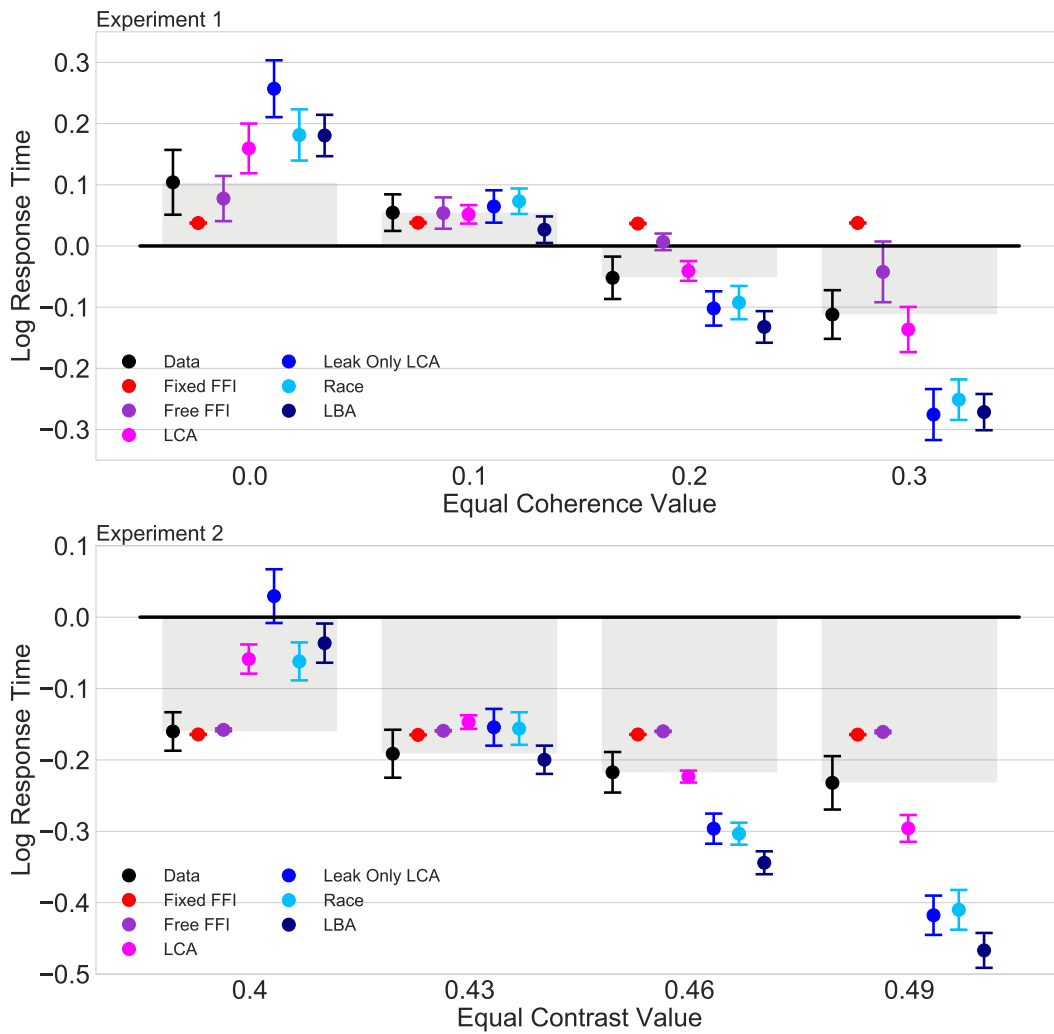 Experiment 1
Log Response Time
0.3
0.2
0.1
0.0
−0.1
−0.2
−0.3
Data
Fixed FFI
Free FFI
LCA
Leak Only LCA
Race
LBA
0.0 0.1 0.2 0.3
Equal Coherence Value
Experiment 2
Log Response Time
0.1
0.0
−0.1
−0.2
−0.3
−0.4
−0.5
Data
Fixed FFI
Free FFI
LCA
Leak Only LCA
Race
LBA
0.4 0.43 0.46 0.49
Equal Contrast Value